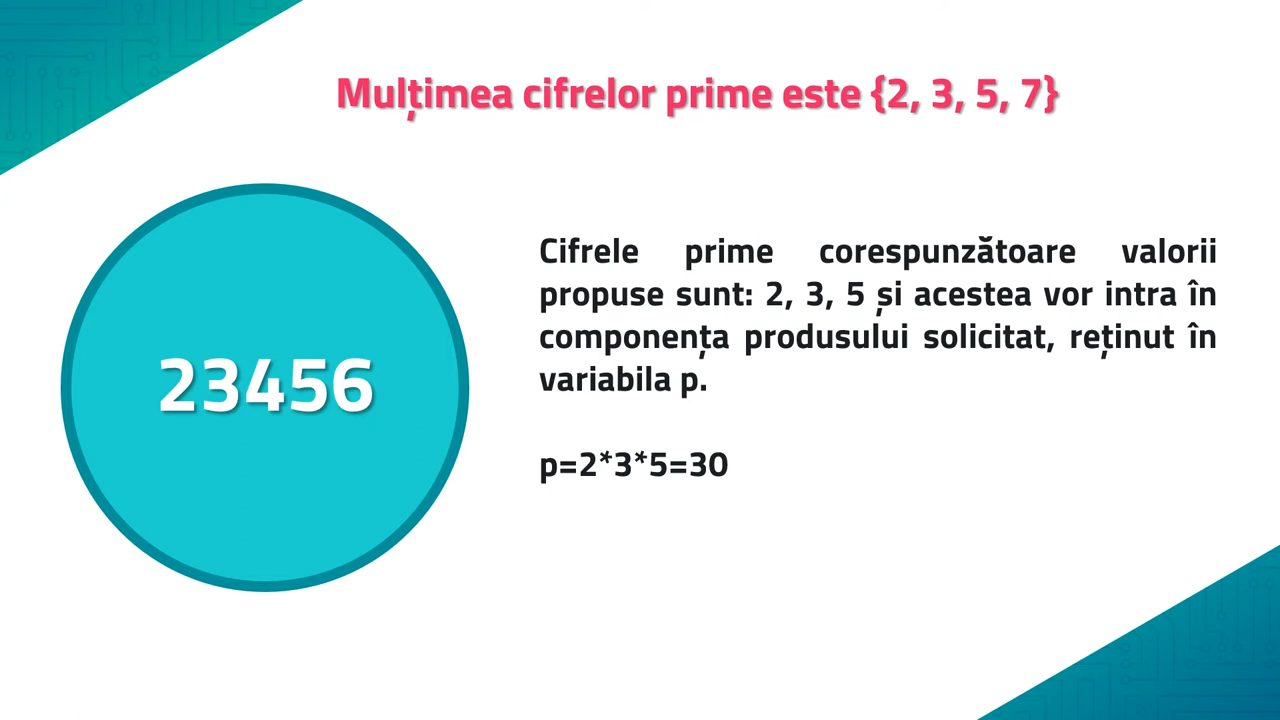 Mulțimea cifrelor prime este {2, 3, 5, 7}
23456
Cifrele prime corespunzătoare valorii
propuse sunt: 2, 3, 5 și acestea vor intra în
componența produsului solicitat, reținut în
variabila p.
p=2*3*5=30